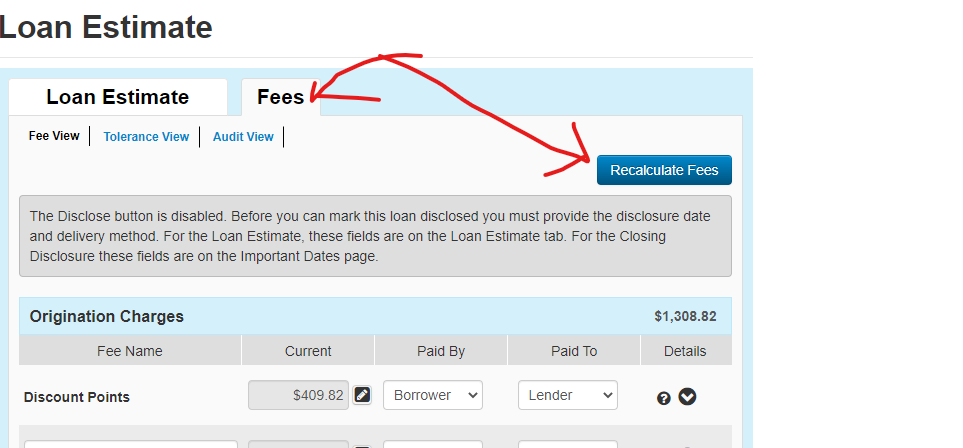 Loan Estimate
Loan Estimate
Fees
Fee View
Tolerance View
Audit View
Recalculate Fees
The Disclose button is disabled. Before you can mark this loan disclosed you must provide the disclosure date
and delivery method. For the Loan Estimate, these fields are on the Loan Estimate tab. For the Closing
Disclosure these fields are on the Important Dates page.
Origination Charges $1,308.82
Fee Name Current Paid By Paid To Details
Discount Points $409.82 Borrower Lender ?